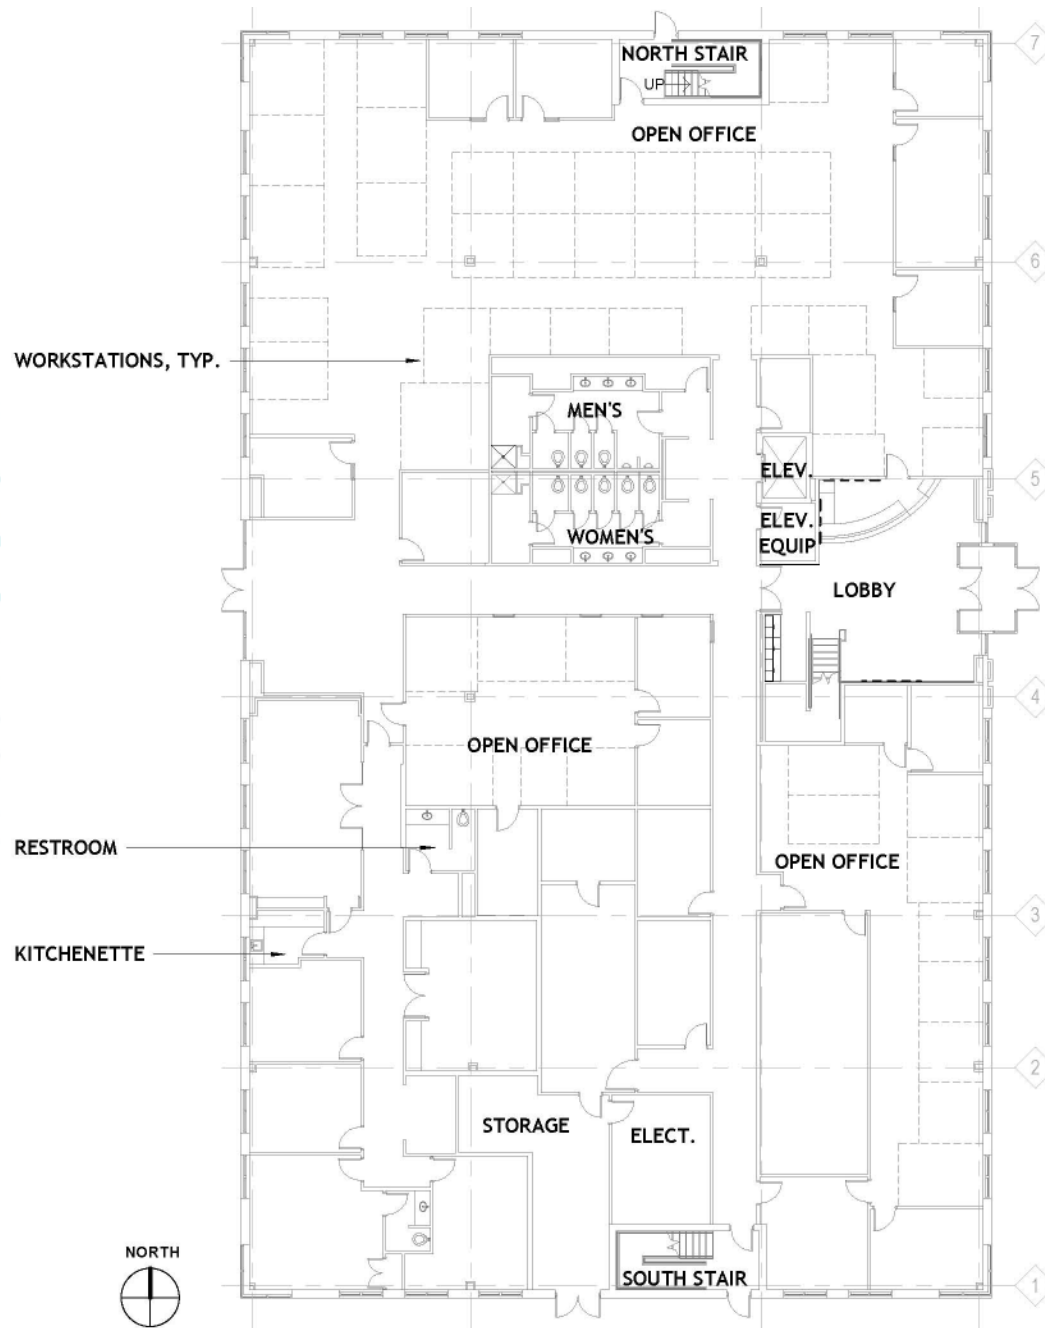 7
NORTH STAIR
UP
OPEN OFFICE
6
WORKSTATIONS, TYP.
MEN'S
ELEV.
5
ELEV.
EQUIP
WOMEN'S
LOBBY
4
OPEN OFFICE
RESTROOM
OPEN OFFICE
3
KITCHENETTE
2
STORAGE
ELECT.
NORTH
SOUTH STAIR
1